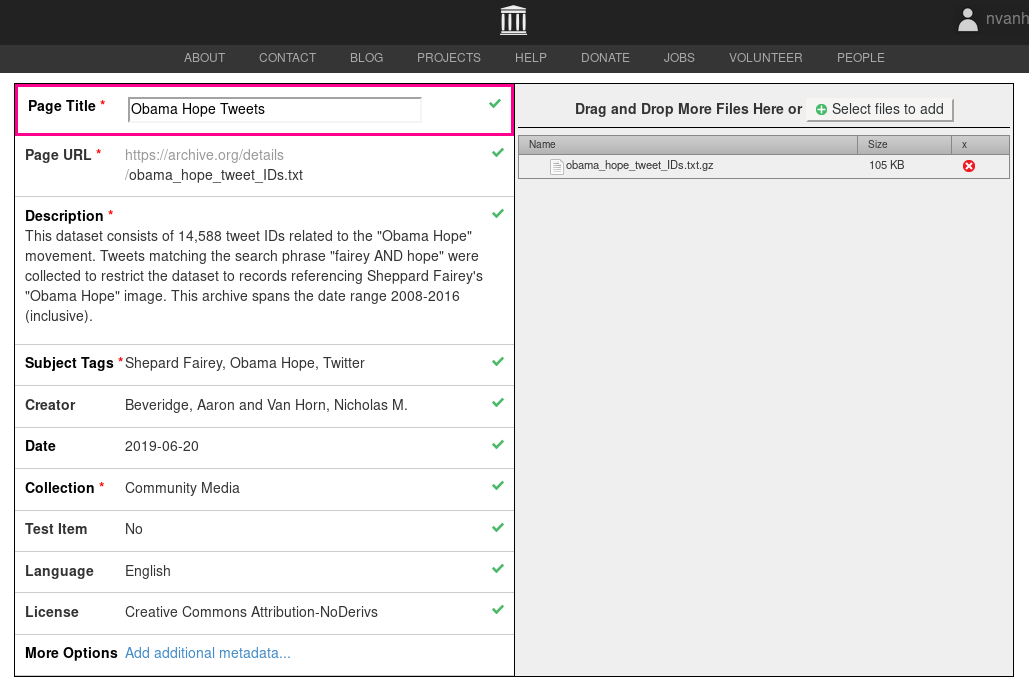 nvanh
ABOUT CONTACT BLOG PROJECTS HELP DONATE JOBS VOLUNTEER PEOPLE
Page Title * Obama Hope Tweets
Page URL * https://archive.org/details
/obama_hope_tweet_IDs.txt
Description *
This dataset consists of 14,588 tweet IDs related to the "Obama Hope"
movement. Tweets matching the search phrase "fairey AND hope" were
collected to restrict the dataset to records referencing Sheppard Fairey's
"Obama Hope" image. This archive spans the date range 2008-2016
(inclusive).
Subject Tags * Shepard Fairey, Obama Hope, Twitter
Creator Beveridge, Aaron and Van Horn, Nicholas M.
Date 2019-06-20
Collection * Community Media
Test Item No
Language English
License Creative Commons Attribution-NoDerivs
More Options Add additional metadata...
Drag and Drop More Files Here or Select files to add
Name Size x
obama_hope_tweet_IDs.txt.gz 105 KB